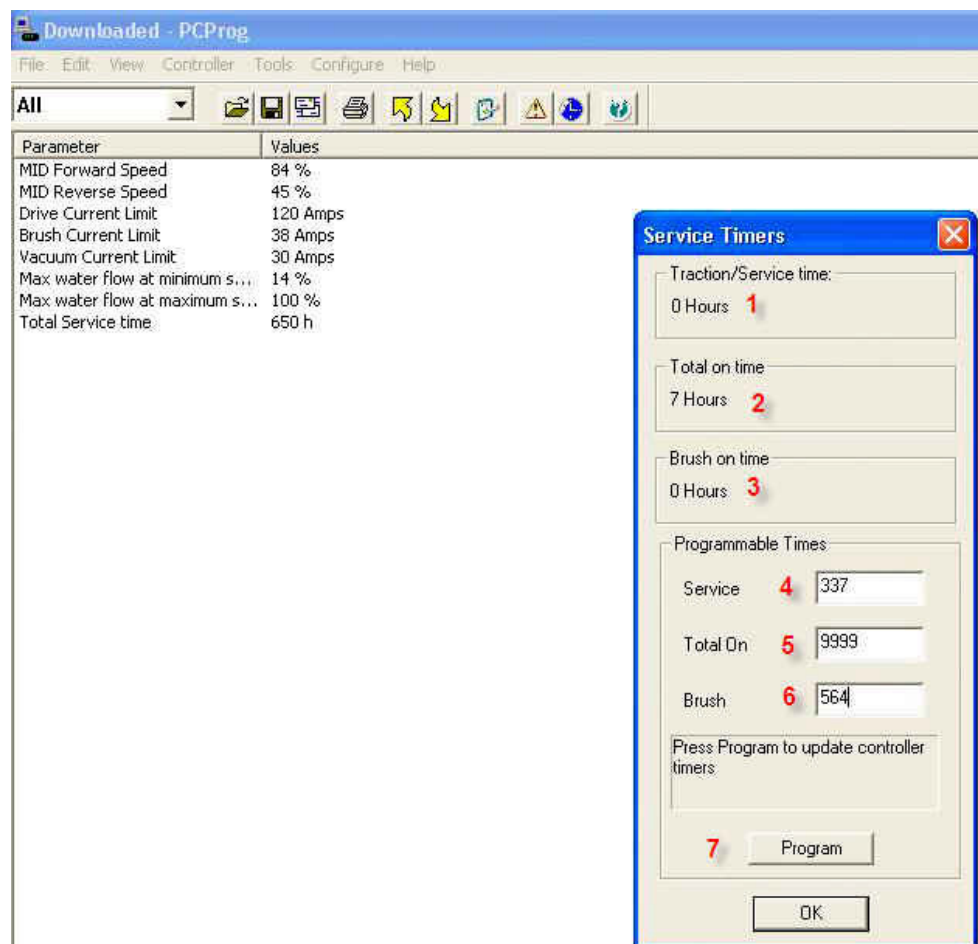 Downloaded - PCProg
File Edit View Controller Tools Configure Help
All
Parameter Values
MID Forward Speed 84 %
MID Reverse Speed 45 %
Drive Current Limit 120 Amps
Brush Current Limit 38 Amps
Vacuum Current Limit 30 Amps
Max water flow at minimum s... 14 %
Max water flow at maximum s... 100 %
Total Service time 650 h
Service Timers
Traction/Service time:
0 Hours 1
Total on time
7 Hours 2
Brush on time
0 Hours 3
Programmable Times
Service 4 337
Total On 5 9999
Brush 6 564
Press Program to update controller
timers
7 Program
OK